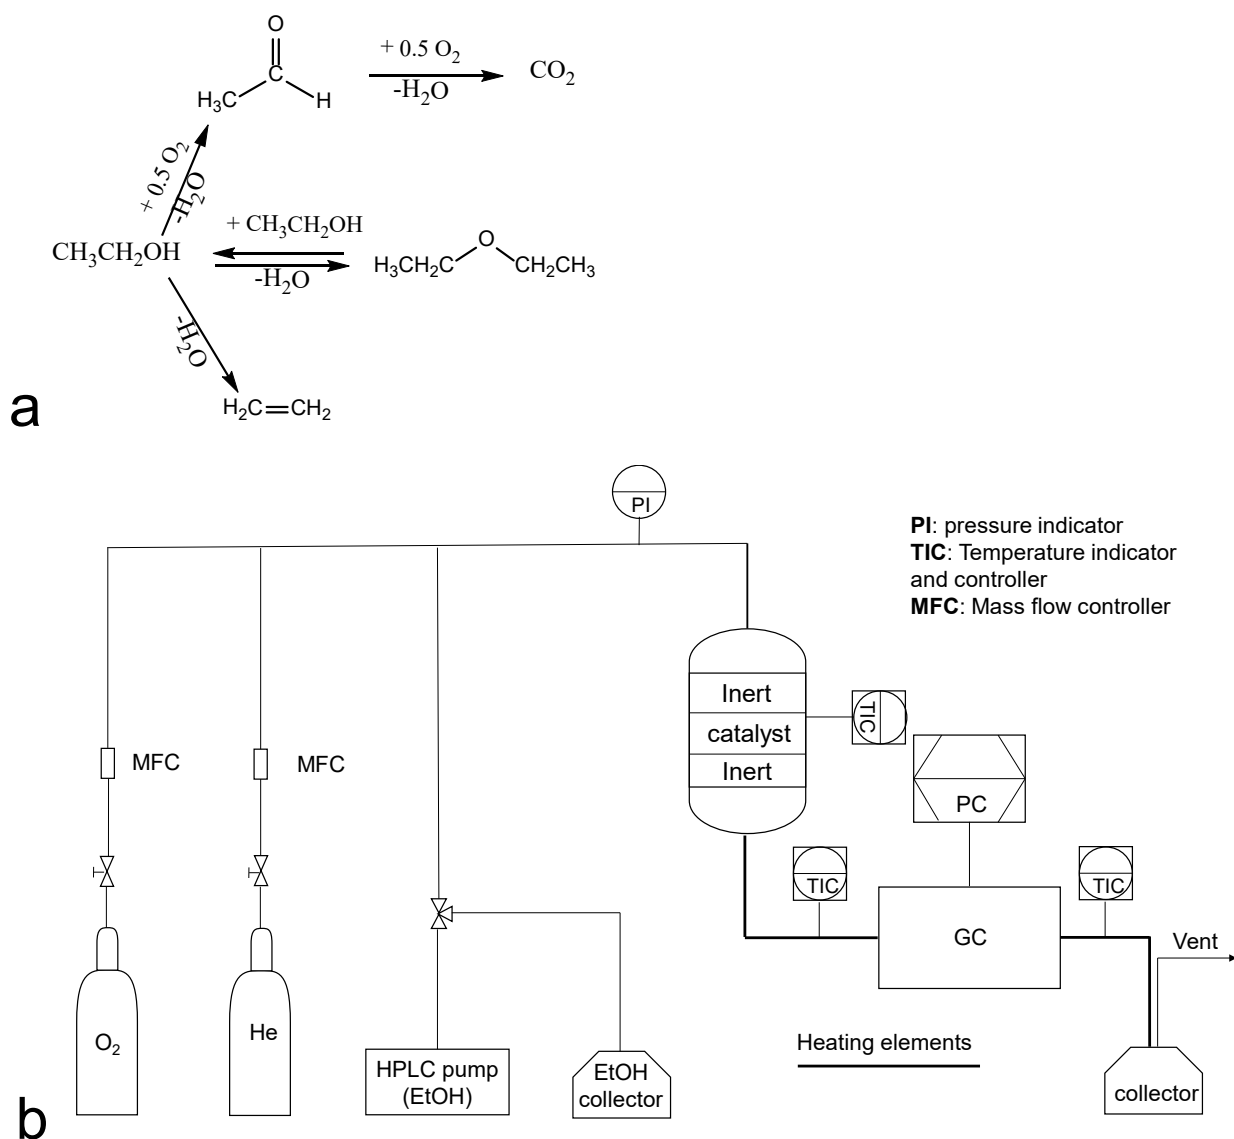 O
+ 0.5 O2
CO2
C
-H2O
H3C
H
+ 0.5 O2
-H2O
+ CH3CH2OH
CH3CH2OH
O
H3CH2C
CH2CH3
-H2O
-H2O
H2C=CH2
a
PI
PI: pressure indicator
TIC: Temperature indicator
and controller
MFC: Mass flow controller
Inert
TIC
catalyst
MFC
MFC
Inert
PC
TIC
TIC
GC
Vent
O2
He
Heating elements
HPLC pump
(EtOH)
EtOH
collector
collector
b